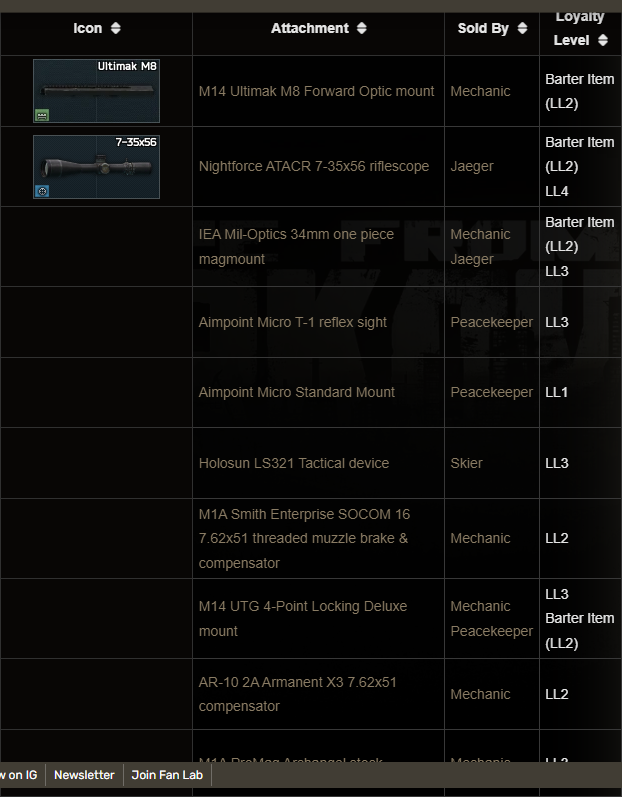 Icon Attachment Sold By Loyalty
Level
Ultimak M8
M14 Ultimak M8 Forward Optic mount Mechanic Barter Item
(LL2)
7-35x56
Nightforce ATACR 7-35x56 riflescope Jaeger Barter Item
(LL2)
LL4
IEA Mil-Optics 34mm one piece
magmount
Mechanic
Jaeger
Barter Item
(LL2)
LL3
Aimpoint Micro T-1 reflex sight Peacekeeper LL3
Aimpoint Micro Standard Mount Peacekeeper LL1
Holosun LS321 Tactical device Skier LL3
M1A Smith Enterprise SOCOM 16
7.62x51 threaded muzzle brake &
compensator
Mechanic LL2
M14 UTG 4-Point Locking Deluxe
mount
Mechanic
Peacekeeper
LL3
Barter Item
(LL2)
AR-10 2A Armanent X3 7.62x51
compensator
Mechanic LL2
M1A ProMag Archangel stock Mechanic
w on IG Newsletter Join Fan Lab